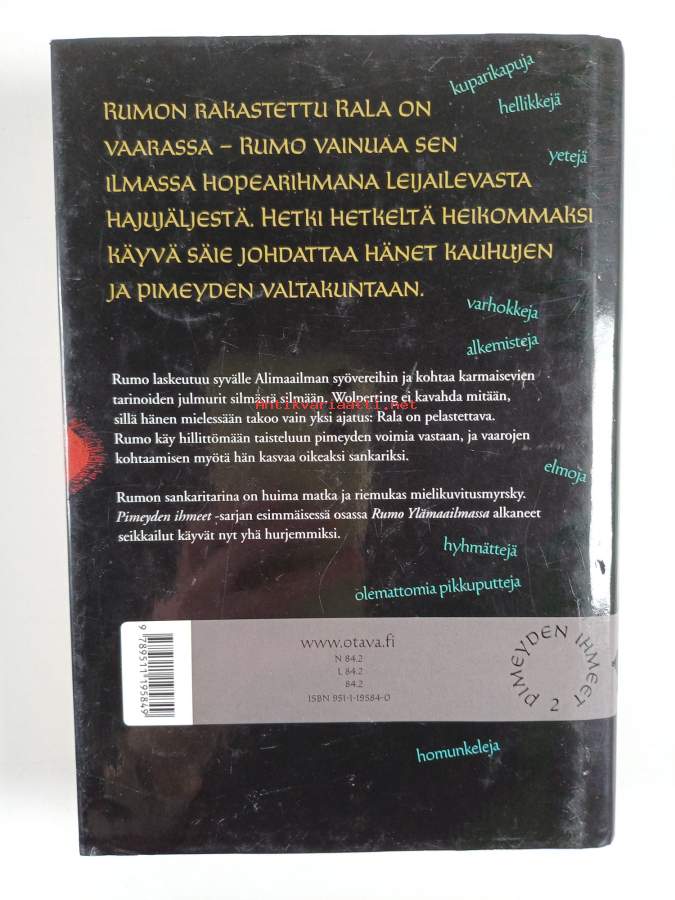 kuparikapuja
hellikkejä
yetejä
Rumon rakastettu Rala on
vaarassa – Rumo vainuaa sen
ilmassa hopearihmana leijailevasta
hajujäljestä. Hetki hetkeltä heikommaksi
käyvä säie johdattaa hänet kauhujen
ja pimeyden valtakuntaan.
varhokkeja
alkemisteja
Rumo laskeutuu syvälle Alimaailman syövereihin ja kohtaa karmaisevien
tarinoiden julmurit silmästä silmään. Wolperting ei kavahda mitään,
Antikvariaatti.net
sillä hänen mielessään takoo vain yksi ajatus: Rala on pelastettava.
Rumo käy hillittömään taisteluun pimeyden voimia vastaan, ja vaarojen
kohtaamisen myötä hän kasvaa oikeaksi sankariksi.
elmoja
Rumon sankaritarina on huima matka ja riemukas mielikuvitusmyrsky.
Pimeyden ihmeet -sarjan esimmäisessä osassa Rumo Ylämaailmassa alkaneet
seikkailut käyvät nyt yhä hurjemmiksi.
hyhmättejä
olemattomia pikkuputteja
www.otava.fi
N 84.2
L 84.2
84.2
ISBN 951-1-19584-0
9 789511 195849
PIMEYDEN IHMEET
2
homunkeleja